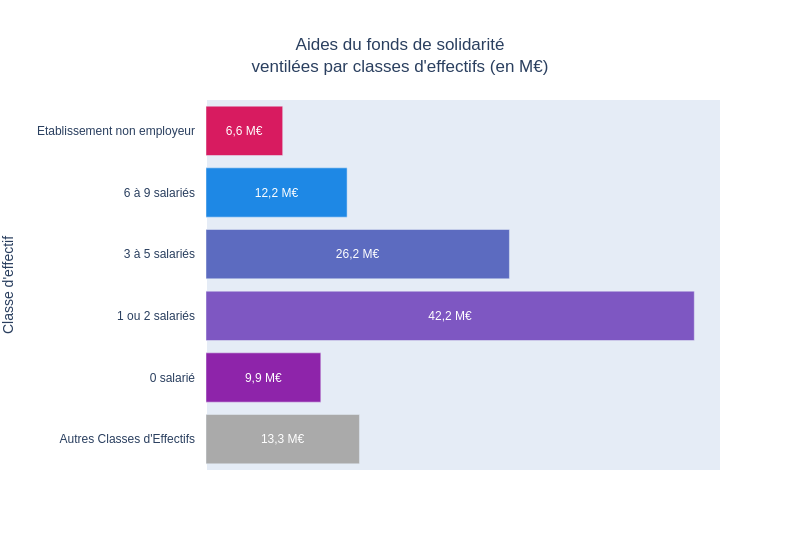 Aides du fonds de solidarité
ventilées par classes d'effectifs (en M€)
Classe d'effectif
Etablissement non employeur
6,6 M€
6 à 9 salariés
12,2 M€
3 à 5 salariés
26,2 M€
1 ou 2 salariés
42,2 M€
0 salarié
9,9 M€
Autres Classes d'Effectifs
13,3 M€